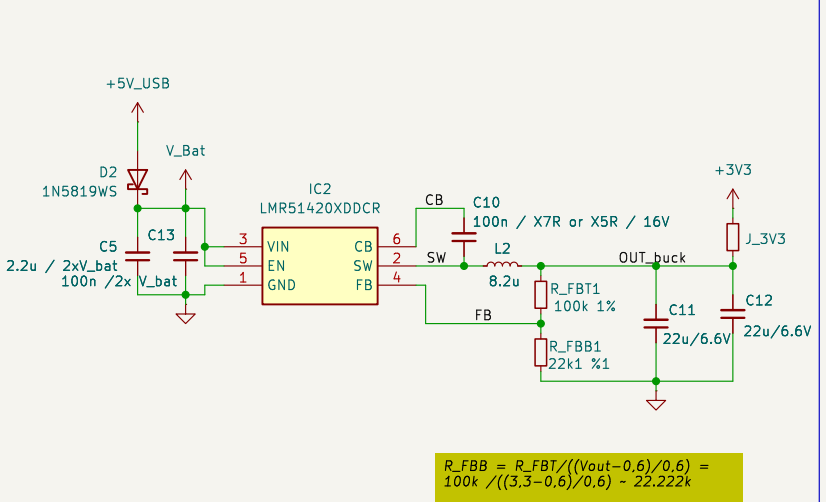 +5V_USB
V_Bat
D2
1N5819WS
C5
2.2u / 2xV_bat
C13
100n /2x V_bat
IC2
LMR51420XDDCR
3 VIN
5 EN
1 GND
CB 6
SW 2
FB 4
CB
C10
100n / X7R or X5R / 16V
SW
L2
8.2u
FB
R_FBT1
100k 1%
R_FBB1
22k1 %1
OUT_buck
+3V3
J_3V3
C11
22u/6.6V
C12
22u/6.6V
R_FBB = R_FBT/((Vout-0,6)/0,6) =
100k /((3,3-0,6)/0,6) ~ 22.222k